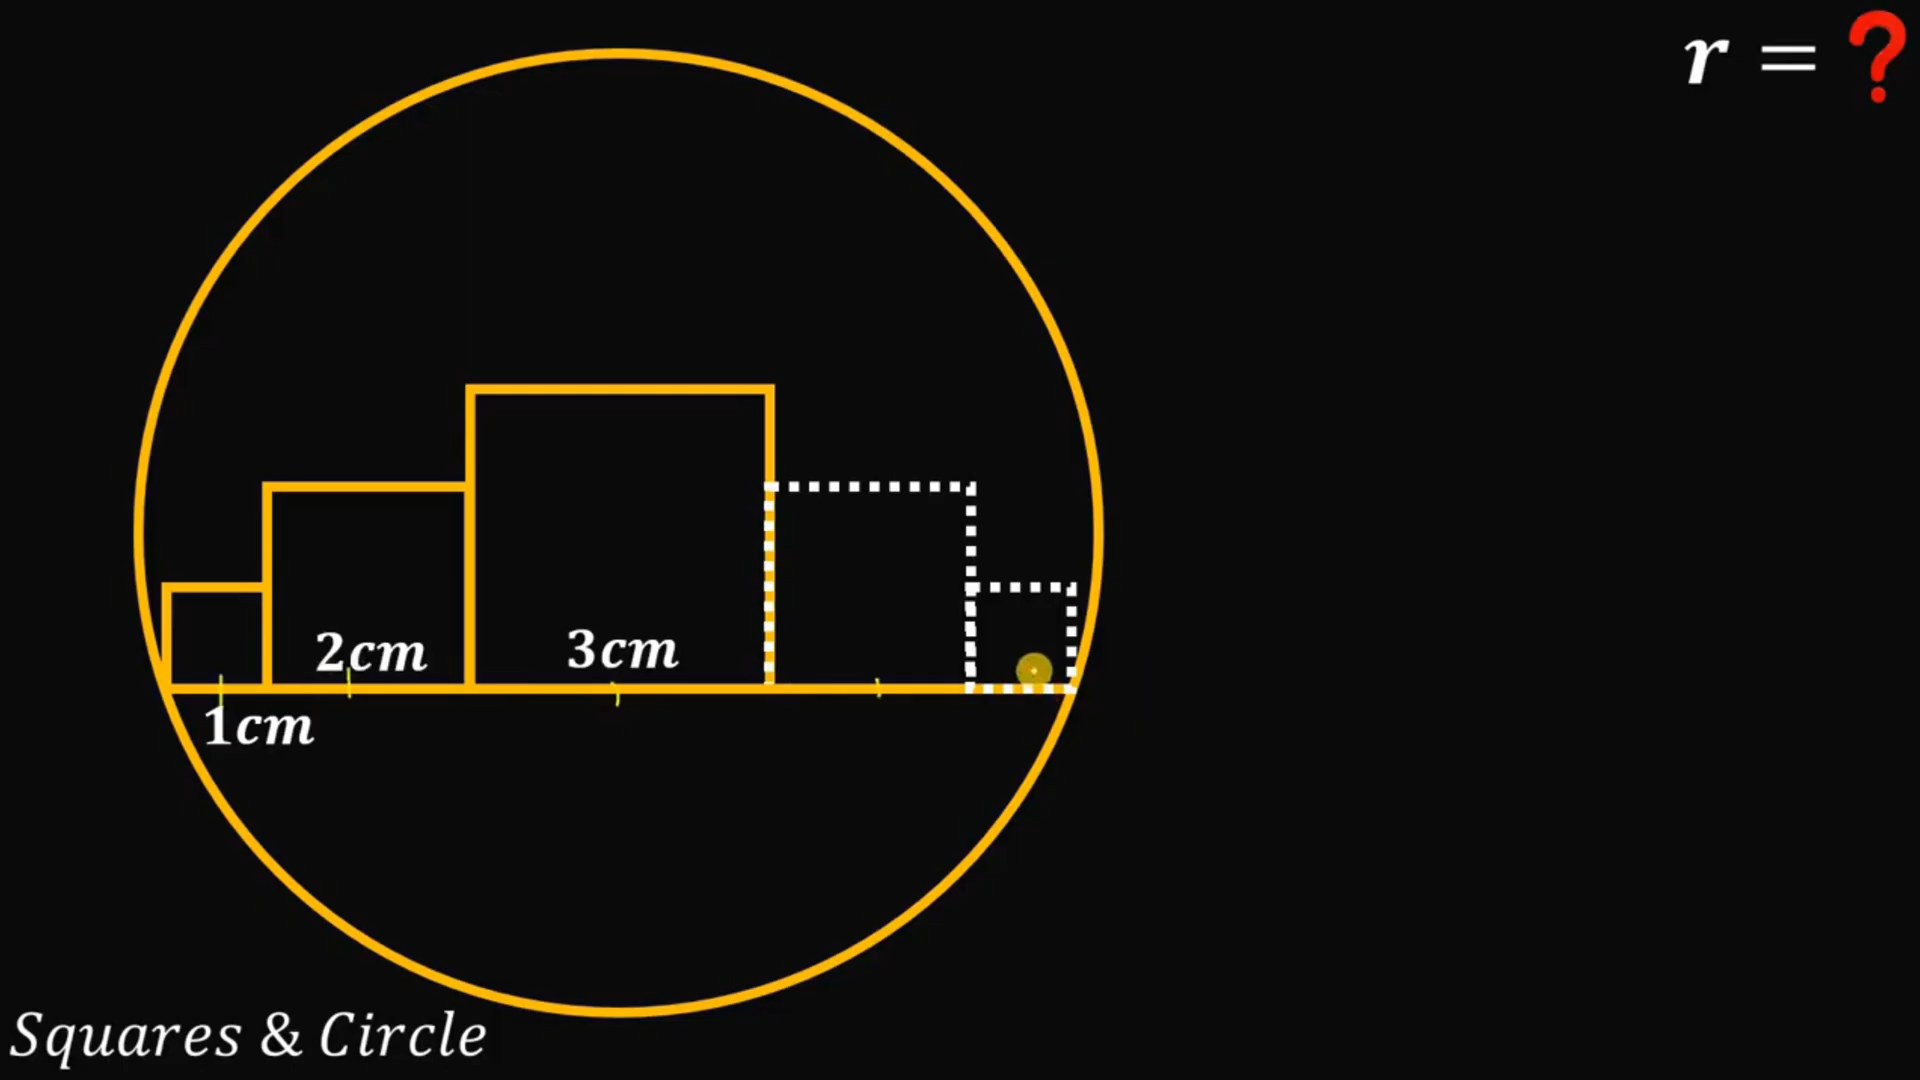 r = ?
2cm
3cm
1cm
Squares & Circle